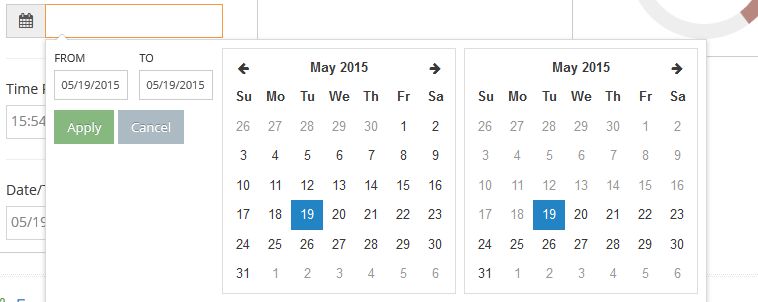 FROM TO
05/19/2015 05/19/2015
Apply Cancel
May 2015
Su Mo Tu We Th Fr Sa
26 27 28 29 30 1 2
3 4 5 6 7 8 9
10 11 12 13 14 15 16
17 18 19 20 21 22 23
24 25 26 27 28 29 30
31 1 2 3 4 5 6
May 2015
Su Mo Tu We Th Fr Sa
26 27 28 29 30 1 2
3 4 5 6 7 8 9
10 11 12 13 14 15 16
17 18 19 20 21 22 23
24 25 26 27 28 29 30
31 1 2 3 4 5 6
Time
15:54
Date/
05/19